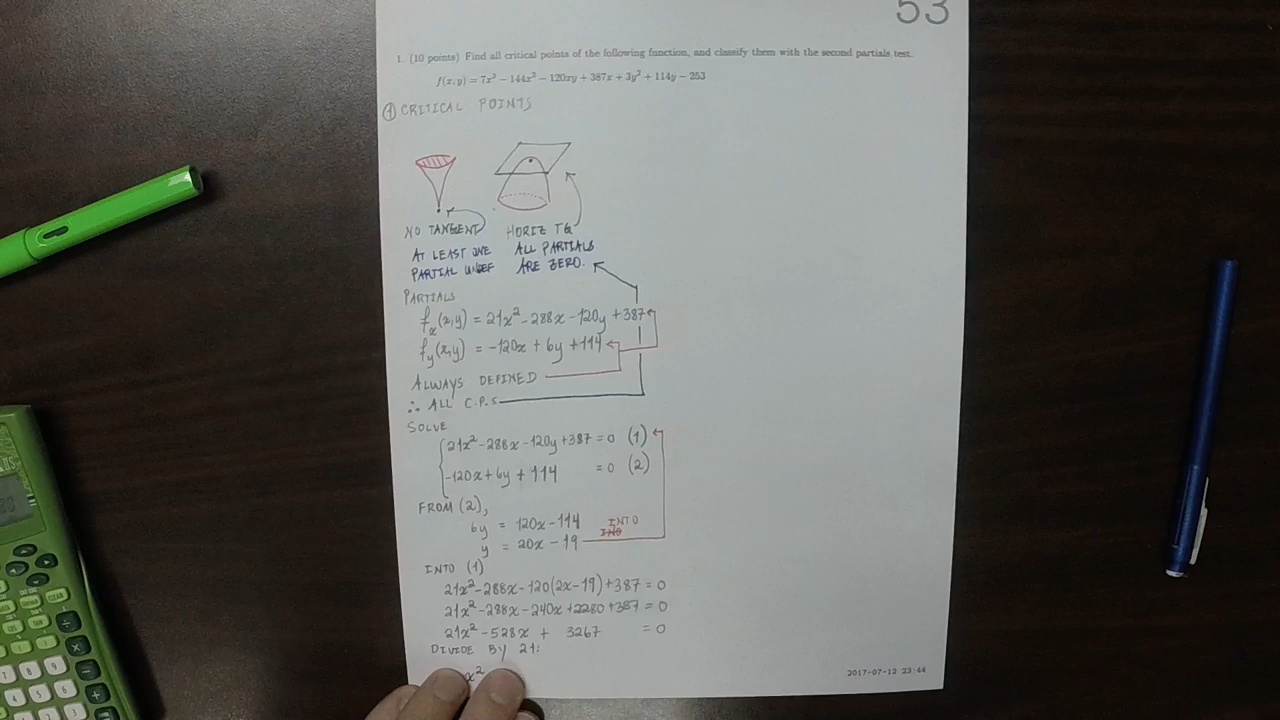 53
1. (10 points) Find all critical points of the following function, and classify them with the second partials test.
f(x, y) = 7x³ − 144x² − 120xy + 387x + 3y² + 114y − 253
① CRITICAL POINTS
NO TANGENT HORIZ TG
AT LEAST ONE ALL PARTIALS
PARTIAL UNDEF ARE ZERO.
PARTIALS
fx(x,y) = 21x² - 288x - 120y + 387
fy(x,y) = -120x + 6y + 114
ALWAYS DEFINED
∴ ALL C.P.S
SOLVE
21x² - 288x - 120y + 387 = 0 (1)
-120x + 6y + 114 = 0 (2)
FROM (2),
6y = 120x - 114 INTO
y = 20x - 19
INTO (1)
21x² - 288x - 120(2x - 19) + 387 = 0
21x² - 288x - 240x + 2280 + 387 = 0
21x² - 528x + 3267 = 0
DIVIDE BY 21:
x²
2017-07-12 23:44